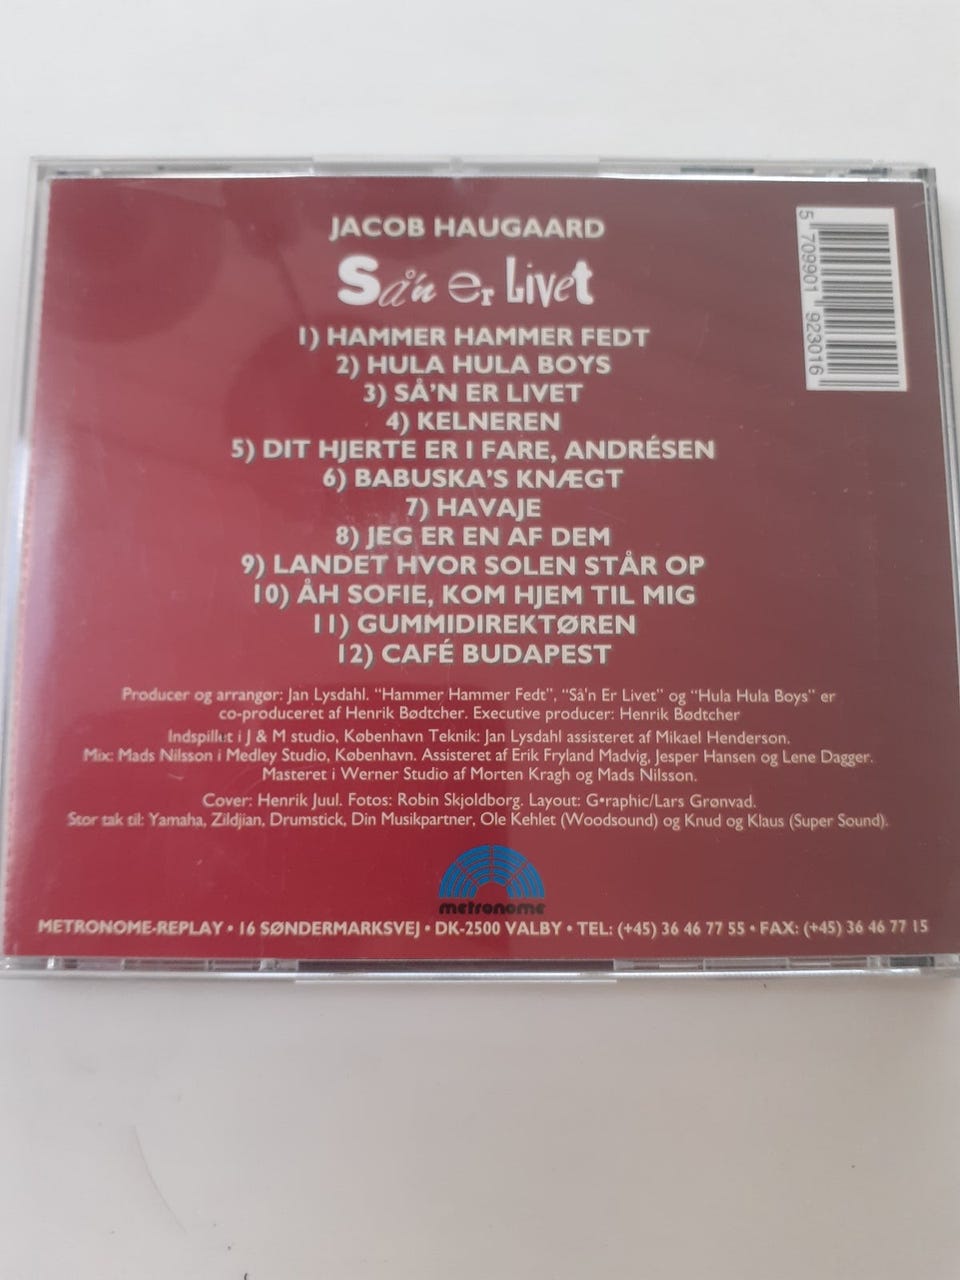 JACOB HAUGAARD
Så'n er Livet
1) HAMMER HAMMER FEDT
2) HULA HULA BOYS
3) SÅ'N ER LIVET
4) KELNEREN
5) DIT HJERTE ER I FARE, ANDRÉSEN
6) BABUSKA'S KNÆGT
7) HAVAJE
8) JEG ER EN AF DEM
9) LANDET HVOR SOLEN STÅR OP
10) ÅH SOFIE, KOM HJEM TIL MIG
11) GUMMIDIREKTØREN
12) CAFÉ BUDAPEST
Producer og arrangør: Jan Lysdahl. "Hammer Hammer Fedt", "Så'n Er Livet" og "Hula Hula Boys" er
co-produceret af Henrik Bødtcher. Executive producer: Henrik Bødtcher
Indspillet i J & M studio, København Teknik: Jan Lysdahl assisteret af Mikael Henderson.
Mix: Mads Nilsson i Medley Studio, København. Assisteret af Erik Fryland Madvig, Jesper Hansen og Lene Dagger.
Masteret i Werner Studio af Morten Kragh og Mads Nilsson.
Cover: Henrik Juul. Fotos: Robin Skjoldborg. Layout: G•raphic/Lars Grønvad.
Stor tak til: Yamaha, Zildjian, Drumstick, Din Musikpartner, Ole Kehlet (Woodsound) og Knud og Klaus (Super Sound).
metronome
METRONOME-REPLAY • 16 SØNDERMARKSVEJ • DK-2500 VALBY • TEL: (+45) 36 46 77 55 • FAX: (+45) 36 46 77 15
5 709901 923016